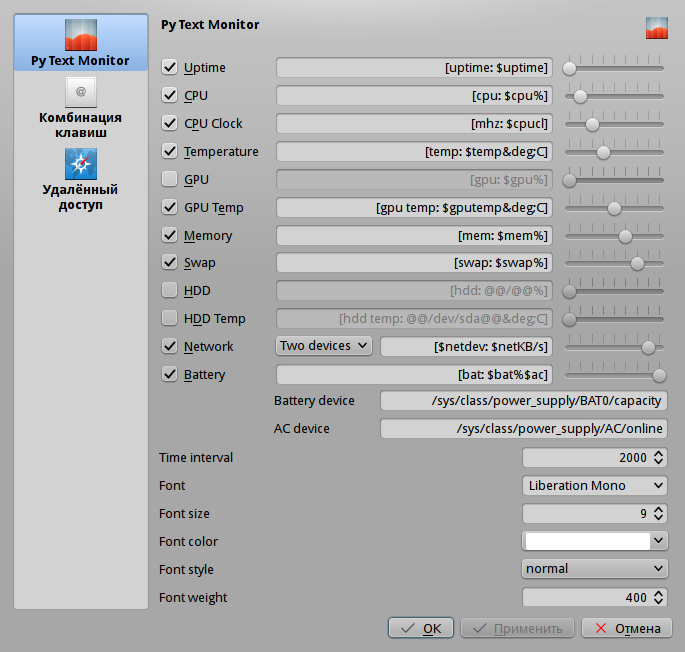 Py Text Monitor
Комбинация
клавиш
Удалённый
доступ
Py Text Monitor
Uptime [uptime: $uptime]
CPU [cpu: $cpu%]
CPU Clock [mhz: $cpucl]
Temperature [temp: $temp&deg;C]
GPU [gpu: $gpu%]
GPU Temp [gpu temp: $gputemp&deg;C]
Memory [mem: $mem%]
Swap [swap: $swap%]
HDD [hdd: @@/@@%]
HDD Temp [hdd temp: @@/dev/sda@@&deg;C]
Network Two devices [$netdev: $netKB/s]
Battery [bat: $bat%$ac]
Battery device /sys/class/power_supply/BAT0/capacity
AC device /sys/class/power_supply/AC/online
Time interval 2000
Font Liberation Mono
Font size 9
Font color
Font style normal
Font weight 400
OK Применить Отмена